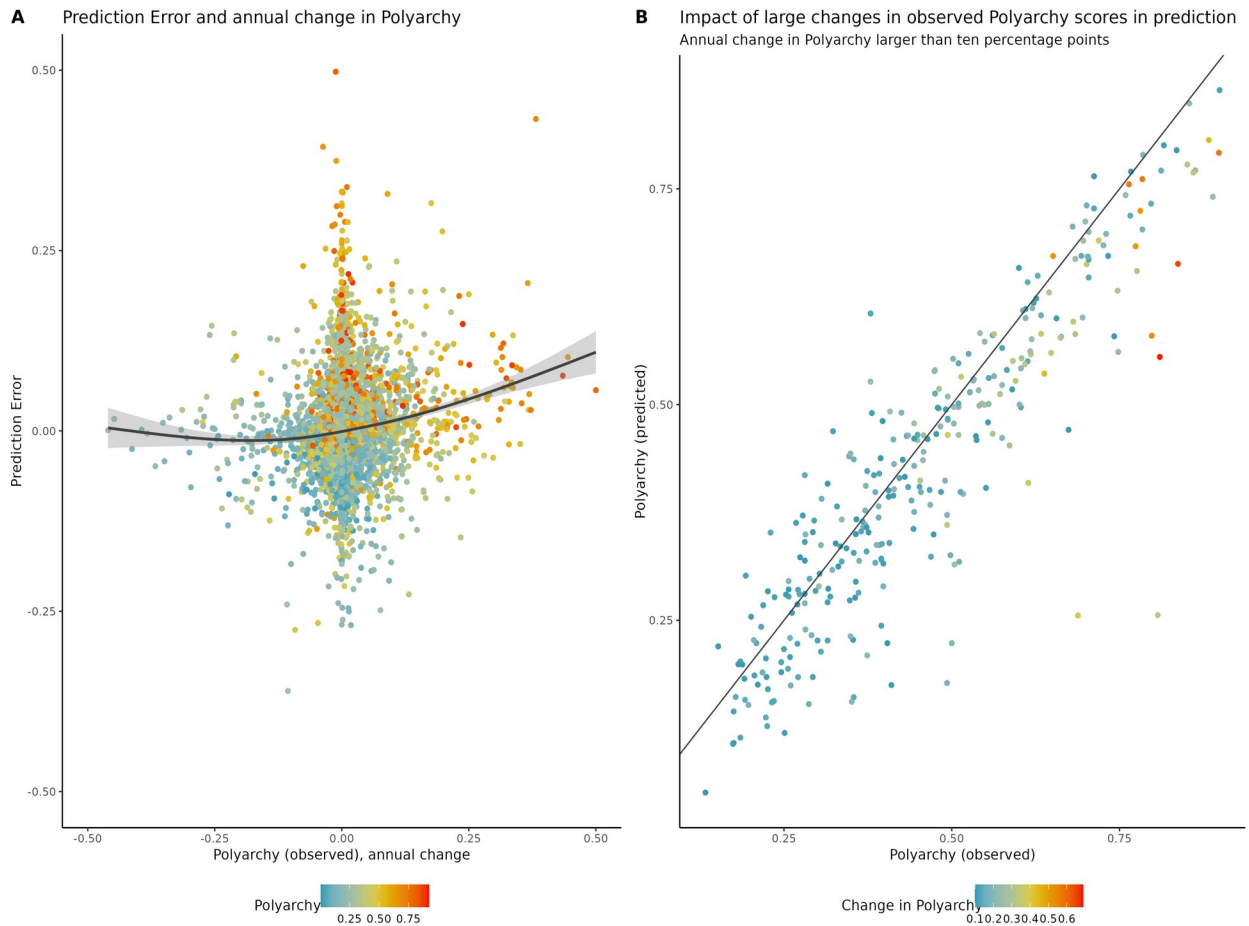 A
Prediction Error and annual change in Polyarchy
0.50
0.25
0.00
-0.25
-0.50
Prediction Error
-0.50 -0.25 0.00 0.25 0.50
Polyarchy (observed), annual change
Polyarchy
0.25 0.50 0.75
B
Impact of large changes in observed Polyarchy scores in prediction
Annual change in Polyarchy larger than ten percentage points
0.75
0.50
0.25
Polyarchy (predicted)
0.25 0.50 0.75
Polyarchy (observed)
Change in Polyarchy
0.10.20.30.40.50.6